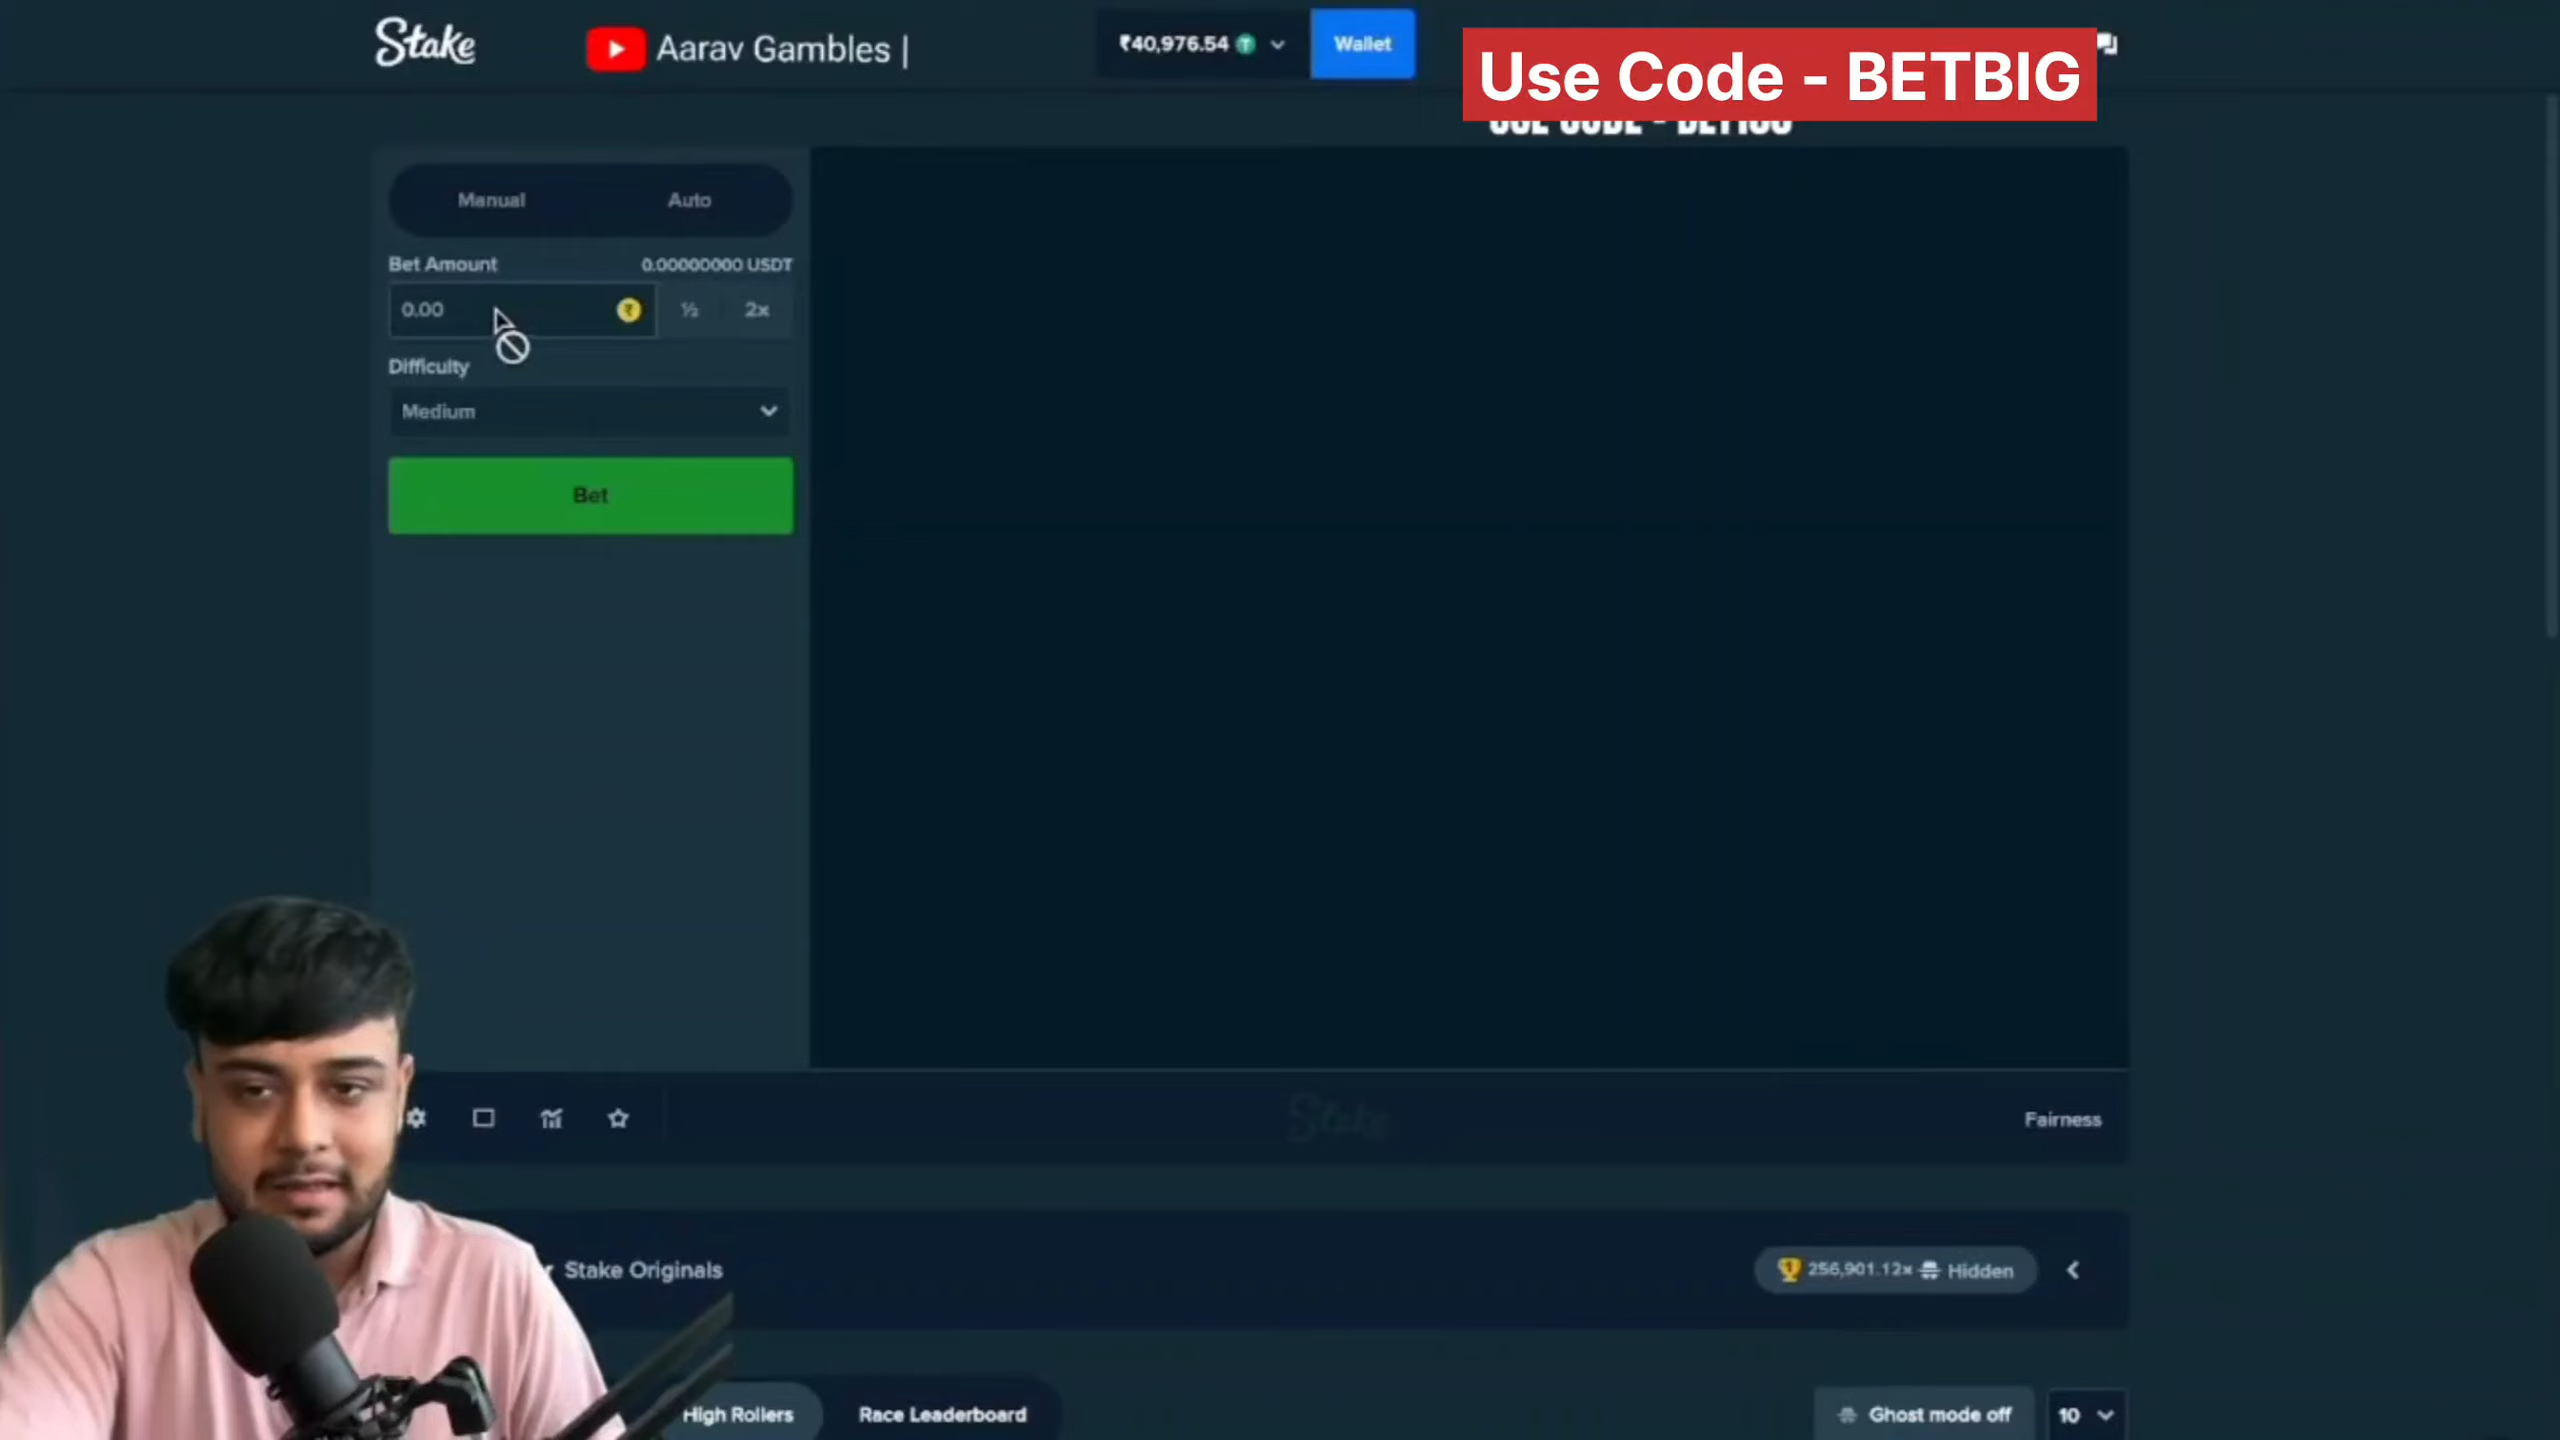 Stake
Aarav Gambles |
₹40,976.54
Wallet
Use Code - BETBIG
Manual
Auto
Bet Amount
0.00000000 USDT
0.00
½
2x
Difficulty
Medium
Bet
Stake
Fairness
Stake Originals
256,901.12×
Hidden
High Rollers
Race Leaderboard
Ghost mode off
10